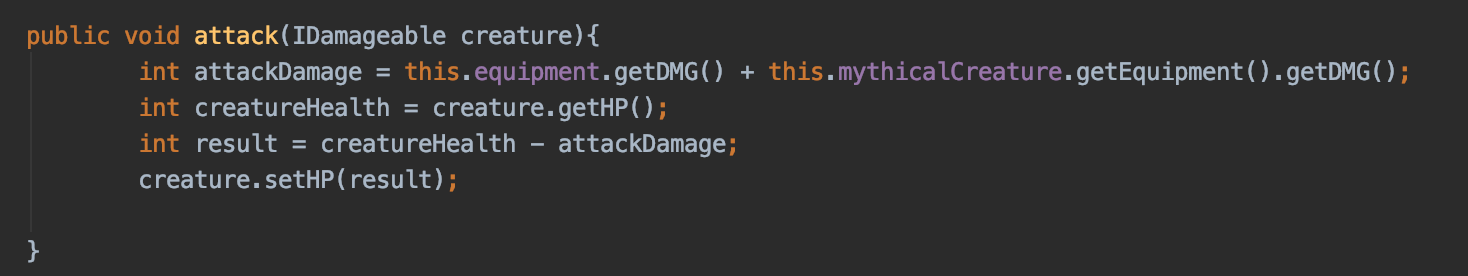 public void attack(IDamageable creature){
int attackDamage = this.equipment.getDMG() + this.mythicalCreature.getEquipment().getDMG();
int creatureHealth = creature.getHP();
int result = creatureHealth - attackDamage;
creature.setHP(result);
}